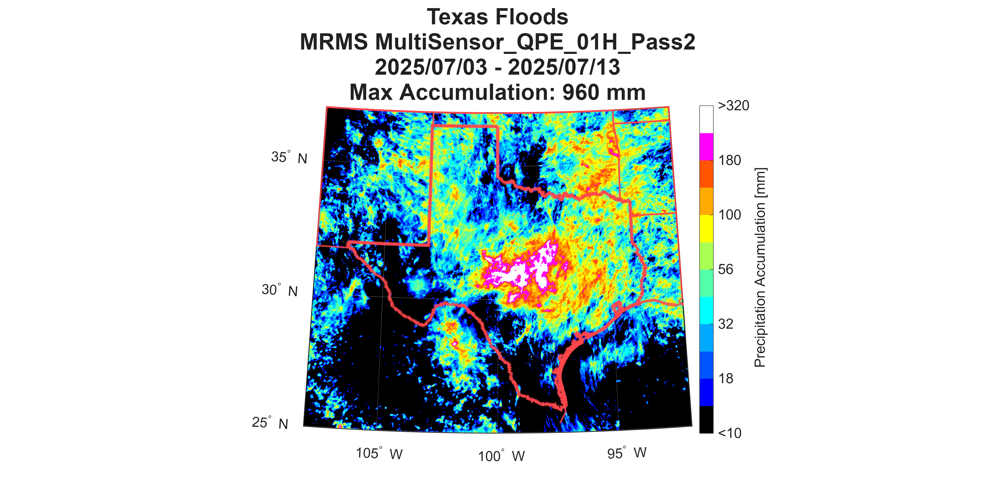 Texas Floods
MRMS MultiSensor_QPE_01H_Pass2
2025/07/03 - 2025/07/13
Max Accumulation: 960 mm
35° N
30° N
25° N
105° W
100° W
95° W
>320
180
100
56
32
18
<10
Precipitation Accumulation [mm]